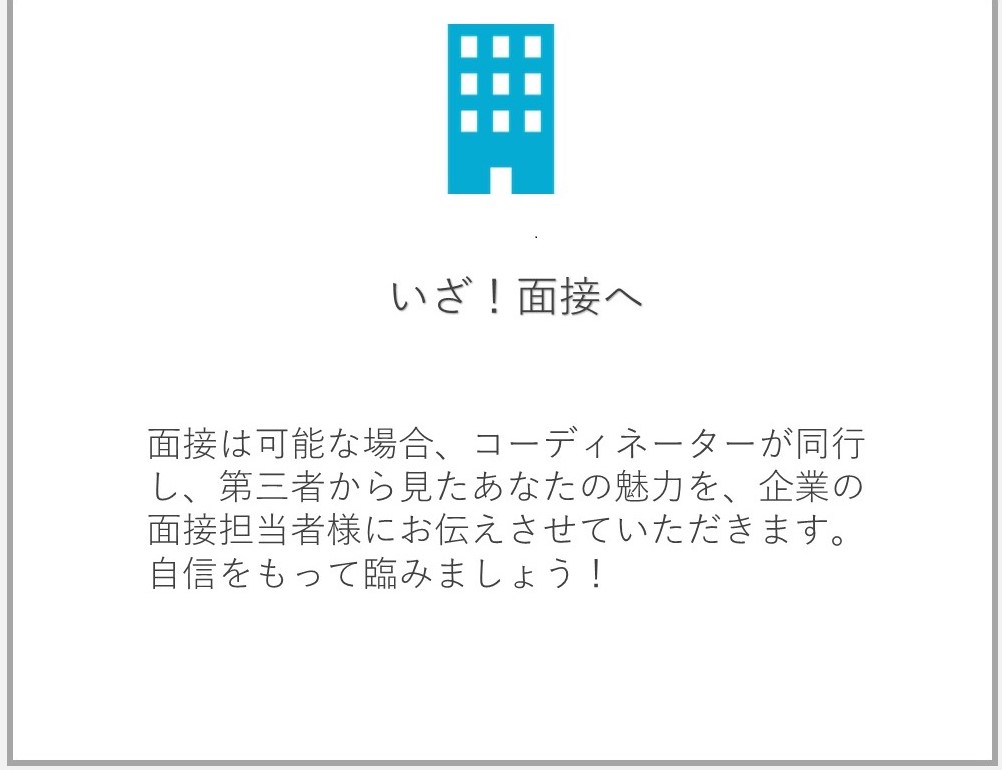 いざ！面接へ
面接は可能な場合、コーディネーターが同行
し、第三者から見たあなたの魅力を、企業の
面接担当者様にお伝えさせていただきます。
自信をもって臨みましょう！